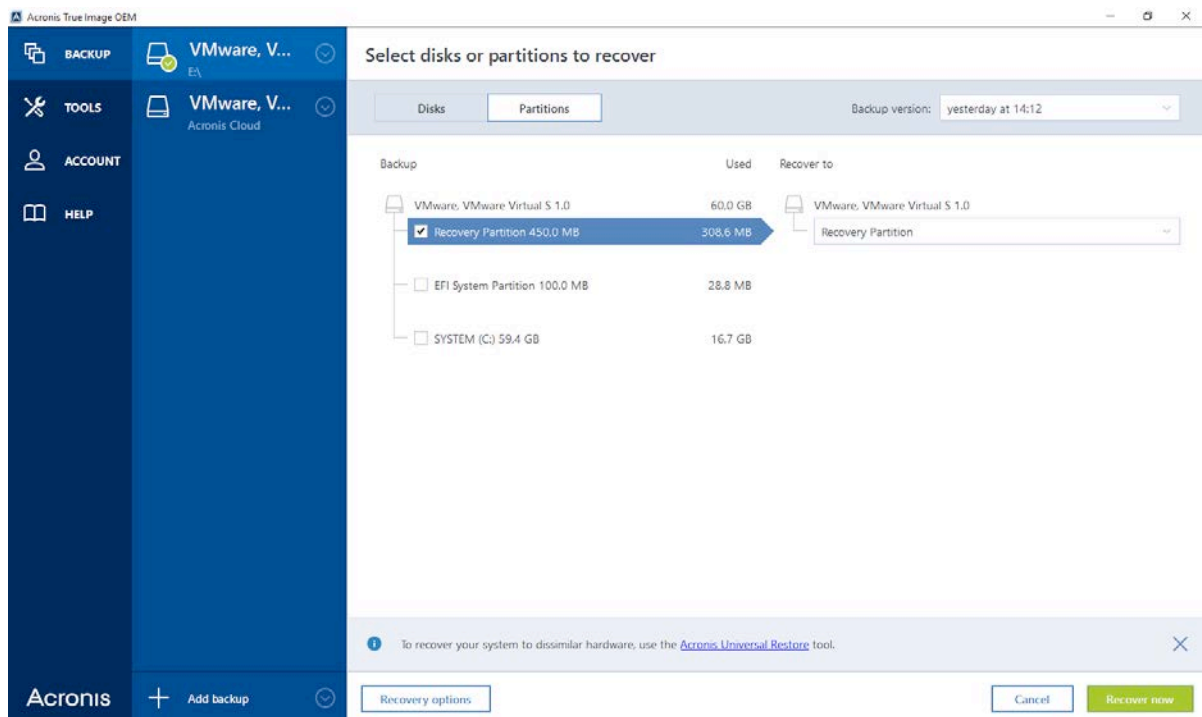 Acronis True Image OEM
BACKUP
TOOLS
ACCOUNT
HELP
Acronis
VMware, V...
E:\
VMware, V...
Acronis Cloud
Add backup
Select disks or partitions to recover
Disks Partitions Backup version: yesterday at 14:12
Backup Used Recover to
VMware, VMware Virtual S 1.0 60,0 GB VMware, VMware Virtual S 1.0
Recovery Partition 450,0 MB 308,6 MB Recovery Partition
EFI System Partition 100,0 MB 28,8 MB
SYSTEM (C:) 59,4 GB 16,7 GB
To recover your system to dissimilar hardware, use the Acronis Universal Restore tool.
Recovery options Cancel Recover now